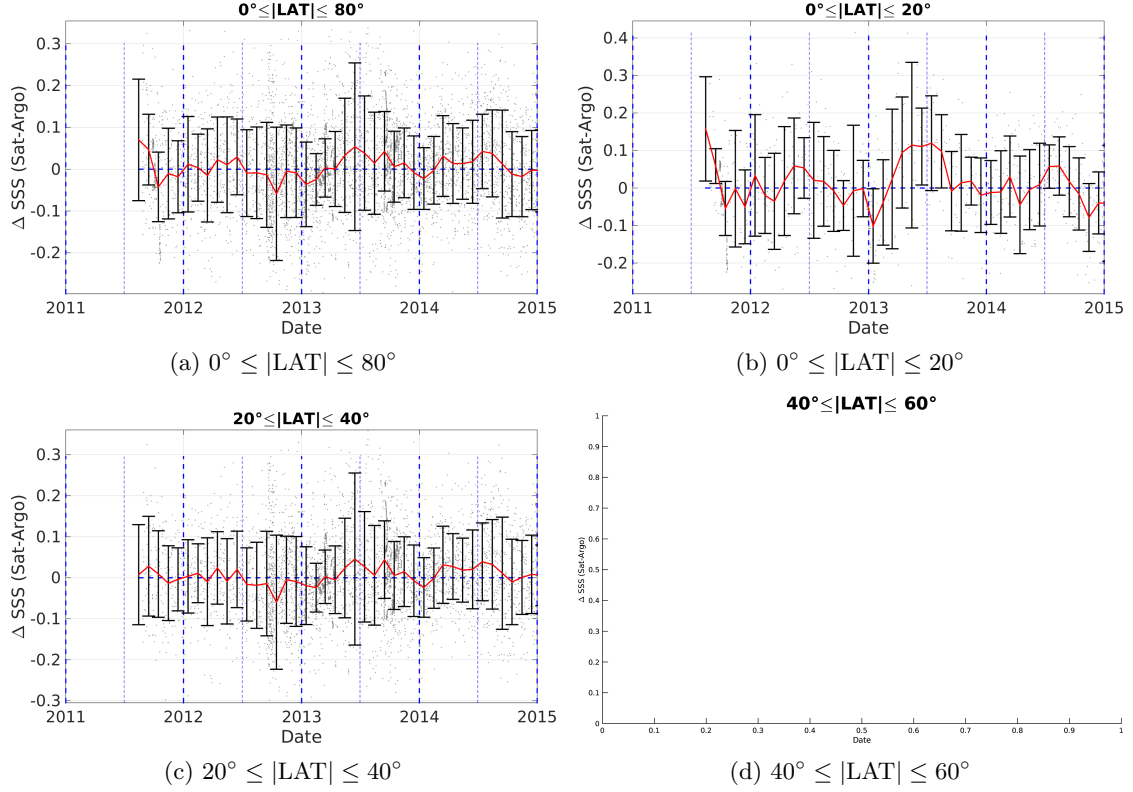 0°≤|LAT|≤ 80°
0.3
0.2
0.1
0
-0.1
-0.2
Δ SSS (Sat-Argo)
2011 2012 2013 2014 2015
Date
(a) 0° ≤ |LAT| ≤ 80°
0°≤|LAT|≤ 20°
0.4
0.3
0.2
0.1
0
-0.1
-0.2
Δ SSS (Sat-Argo)
2011 2012 2013 2014 2015
Date
(b) 0° ≤ |LAT| ≤ 20°
20°≤|LAT|≤ 40°
0.3
0.2
0.1
0
-0.1
-0.2
-0.3
Δ SSS (Sat-Argo)
2011 2012 2013 2014 2015
Date
(c) 20° ≤ |LAT| ≤ 40°
40°≤|LAT|≤ 60°
1
0.9
0.8
0.7
0.6
0.5
0.4
0.3
0.2
0.1
0
Δ SSS (Sat-Argo)
0 0.1 0.2 0.3 0.4 0.5 0.6 0.7 0.8 0.9 1
Date
(d) 40° ≤ |LAT| ≤ 60°